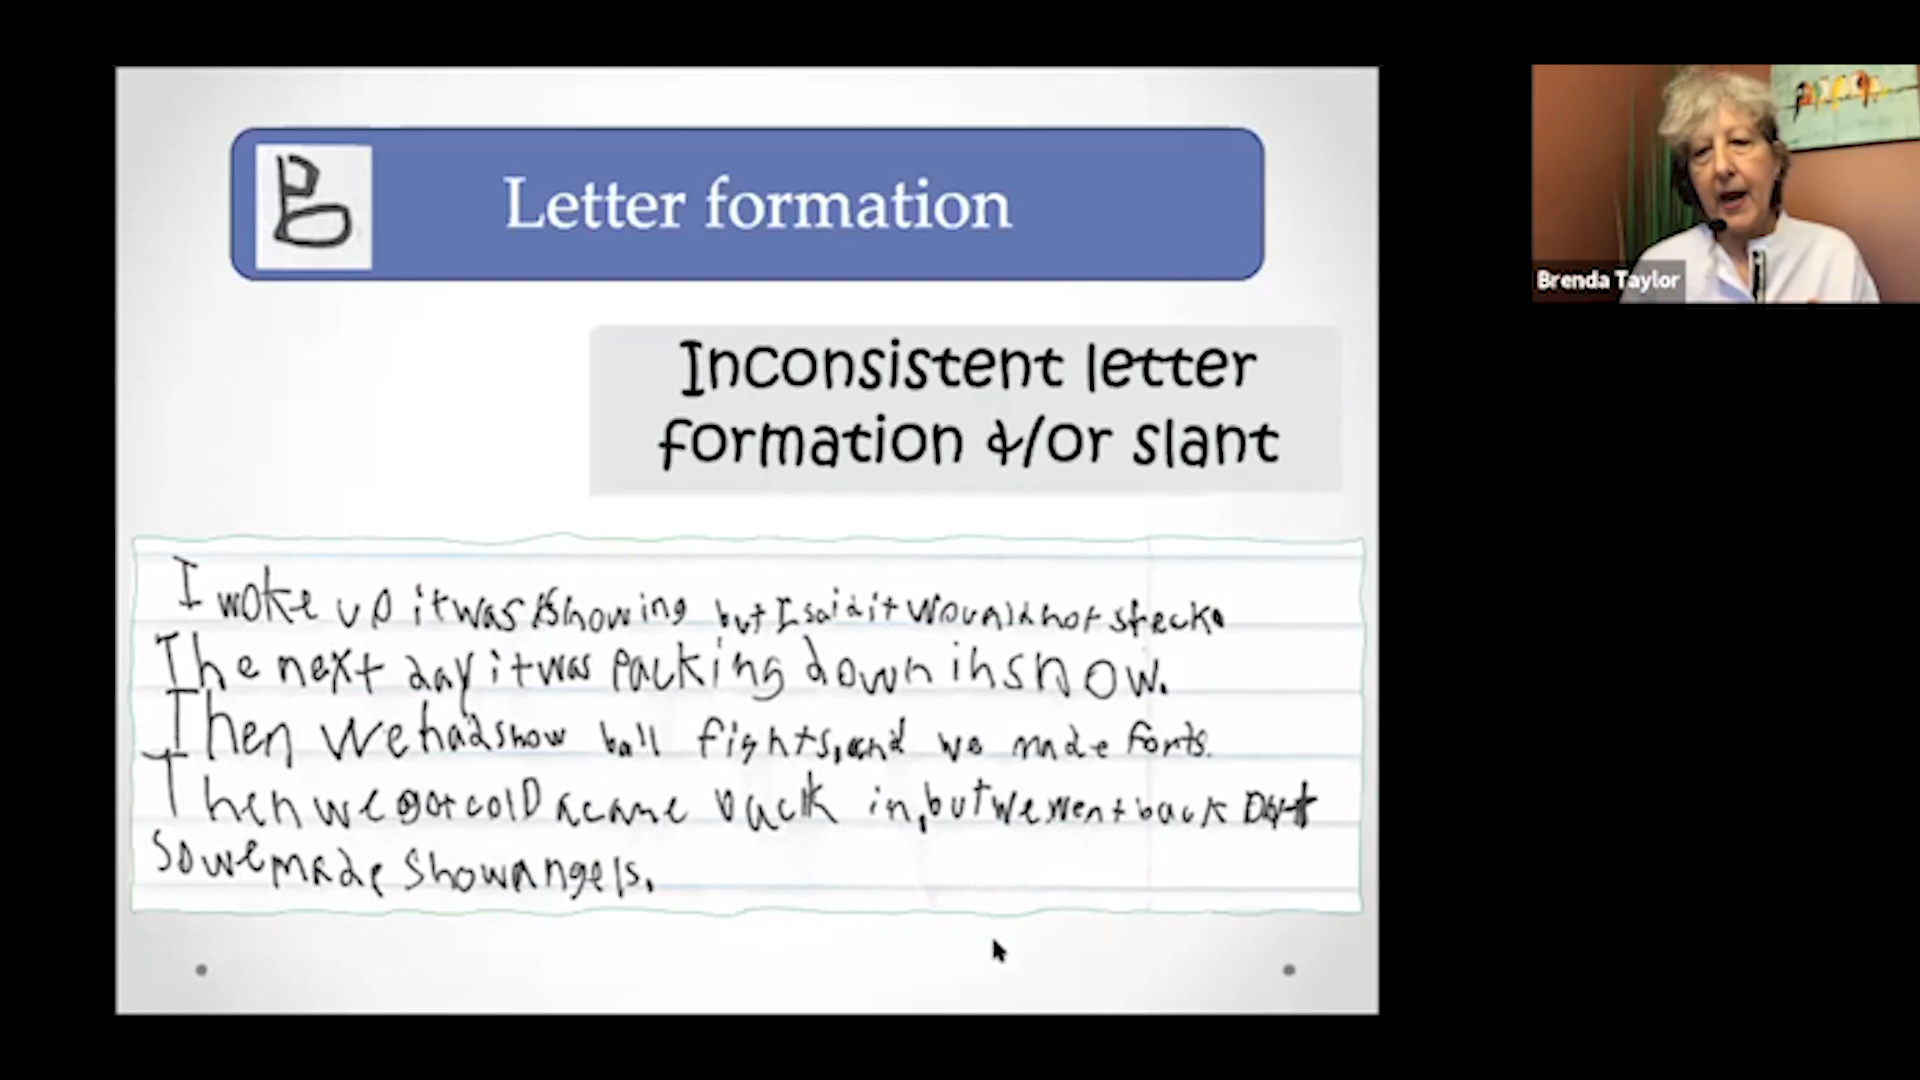 B
Letter formation
Brenda Taylor
Inconsistent letter
formation &/or slant
I woke up it was snowing but I said it would not steck.
The next day it was packing down in snow.
Then we had snow ball fights, and we made forts.
Then we got cold a came back in, but we went back out
So we made snow angels.